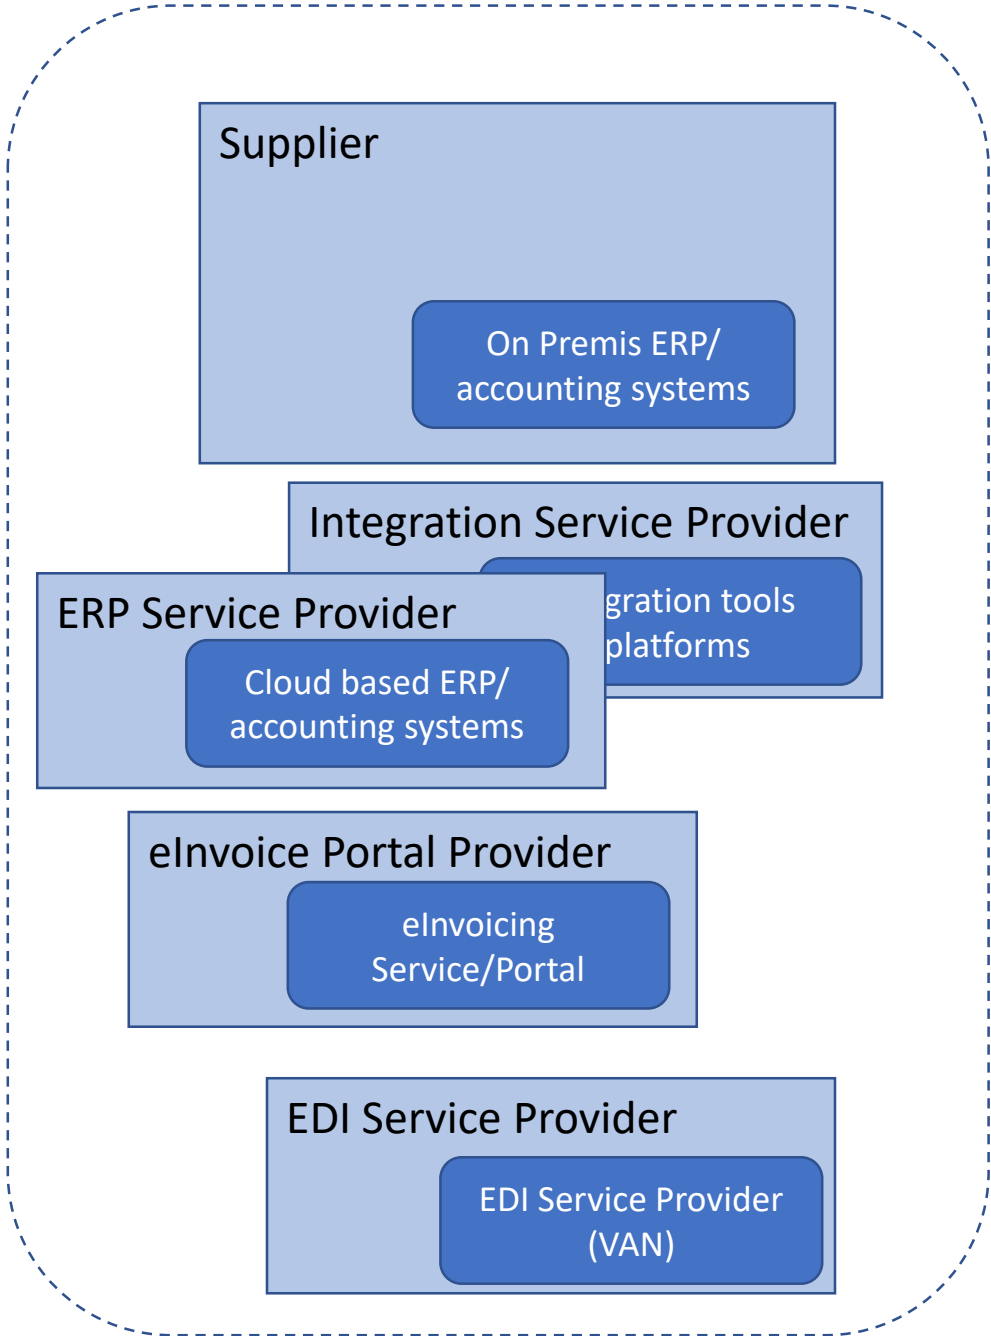 Supplier
On Premis ERP/
accounting systems
Integration Service Provider
gration tools
platforms
ERP Service Provider
Cloud based ERP/
accounting systems
eInvoice Portal Provider
eInvoicing
Service/Portal
EDI Service Provider
EDI Service Provider
(VAN)